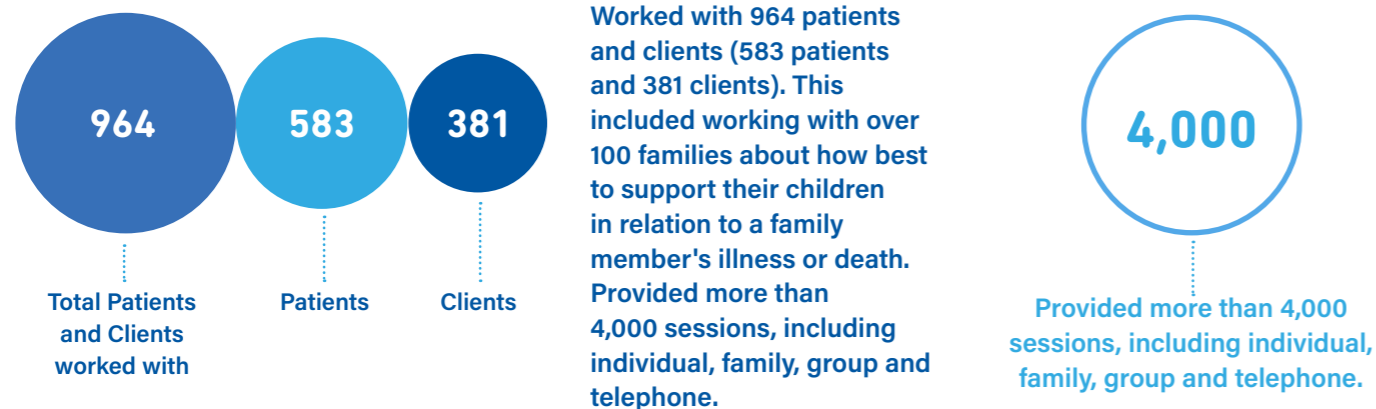 964
583
381
Total Patients
and Clients
worked with
Patients
Clients
Worked with 964 patients
and clients (583 patients
and 381 clients). This
included working with over
100 families about how best
to support their children
in relation to a family
member's illness or death.
Provided more than
4,000 sessions, including
individual, family, group and
telephone.
4,000
Provided more than 4,000
sessions, including individual,
family, group and telephone.